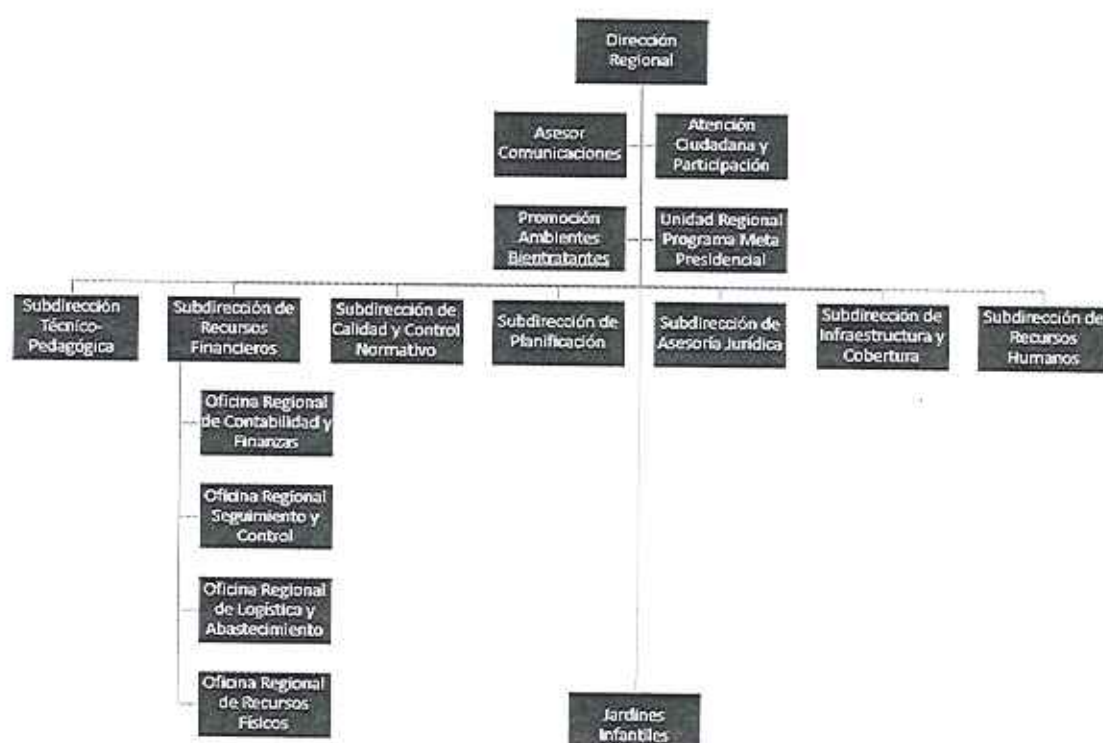 Dirección
Regional
Asesor
Comunicaciones
Atención
Ciudadana y
Participación
Promoción
Ambientes
Bientratantes
Unidad Regional
Programa Meta
Presidencial
Subdirección
Técnico-
Pedagógica
Subdirección de
Recursos
Financieros
Subdirección de
Calidad y Control
Normativo
Subdirección de
Planificación
Subdirección de
Asesoría Jurídica
Subdirección de
Infraestructura y
Cobertura
Subdirección de
Recursos
Humanos
Oficina Regional
de Contabilidad y
Finanzas
Oficina Regional
Seguimiento y
Control
Oficina Regional
de Logística y
Abastecimiento
Oficina Regional
de Recursos
Físicos
Jardines
Infantiles